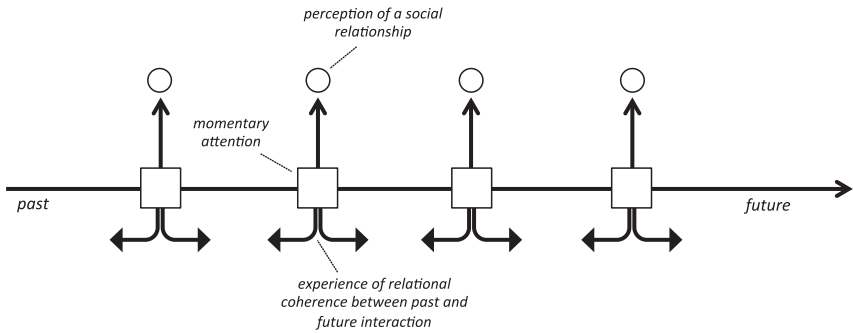 perception of a social
relationship
momentary
attention
past
future
experience of relational
coherence between past and
future interaction